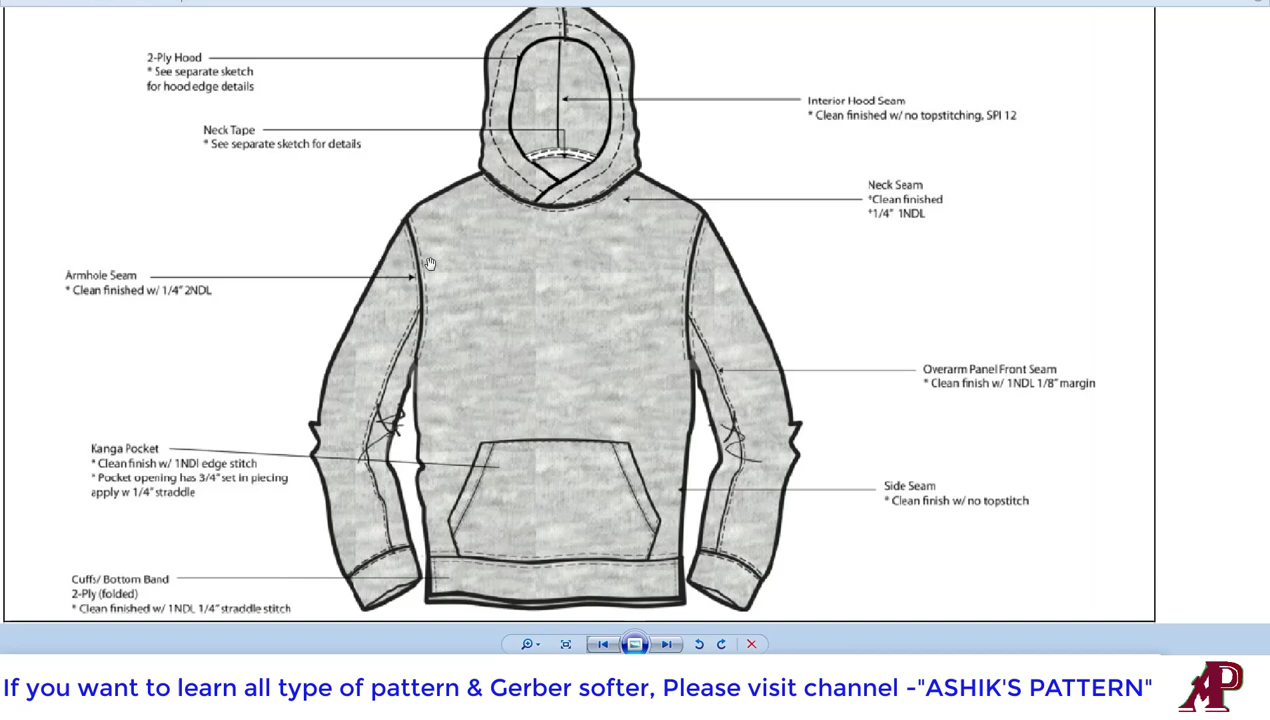 2-Ply Hood
* See separate sketch
for hood edge details
Interior Hood Seam
* Clean finished w/ no topstitching, SPI 12
Neck Tape
* See separate sketch for details
Neck Seam
*Clean finished
*1/4" 1NDL
Armhole Seam
* Clean finished w/ 1/4" 2NDL
Overarm Panel Front Seam
* Clean finish w/ 1NDL 1/8" margin
Kanga Pocket
* Clean finish w/ 1NDl edge stitch
* Pocket opening has 3/4" set in piecing
apply w 1/4" straddle
Side Seam
* Clean finish w/ no topstitch
Cuffs/ Bottom Band
2-Ply (folded)
* Clean finished w/ 1NDL 1/4" straddle stitch
If you want to learn all type of pattern & Gerber softer, Please visit channel -"ASHIK'S PATTERN"
AP